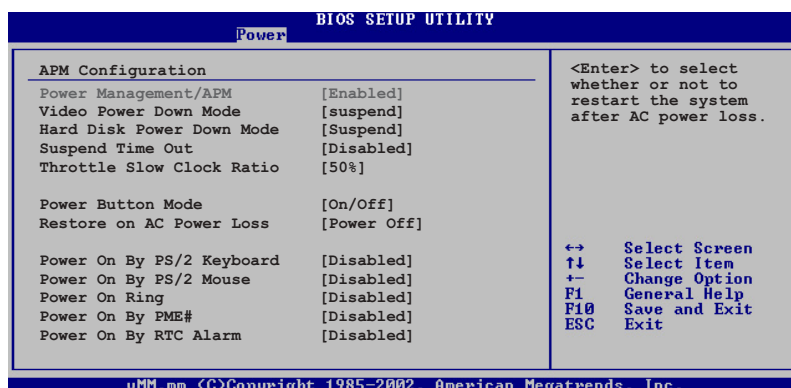 BIOS SETUP UTILITY
Power
APM Configuration
Power Management/APM [Enabled]
Video Power Down Mode [suspend]
Hard Disk Power Down Mode [Suspend]
Suspend Time Out [Disabled]
Throttle Slow Clock Ratio [50%]
Power Button Mode [On/Off]
Restore on AC Power Loss [Power Off]
Power On By PS/2 Keyboard [Disabled]
Power On By PS/2 Mouse [Disabled]
Power On Ring [Disabled]
Power On By PME# [Disabled]
Power On By RTC Alarm [Disabled]
<Enter> to select
whether or not to
restart the system
after AC power loss.
←→ Select Screen
↑↓ Select Item
+- Change Option
F1 General Help
F10 Save and Exit
ESC Exit
vMM.mm (C)Copyright 1985-2002, American Megatrends, Inc.